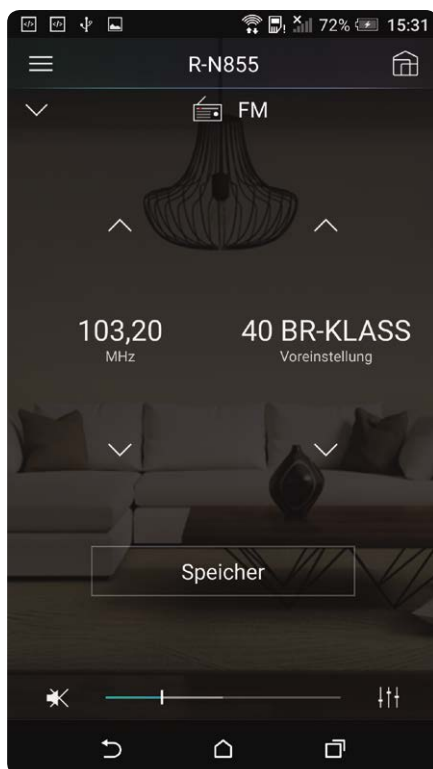 72% 15:31
R-N855
FM
103,20 40 BR-KLASS
MHz Voreinstellung
Speicher